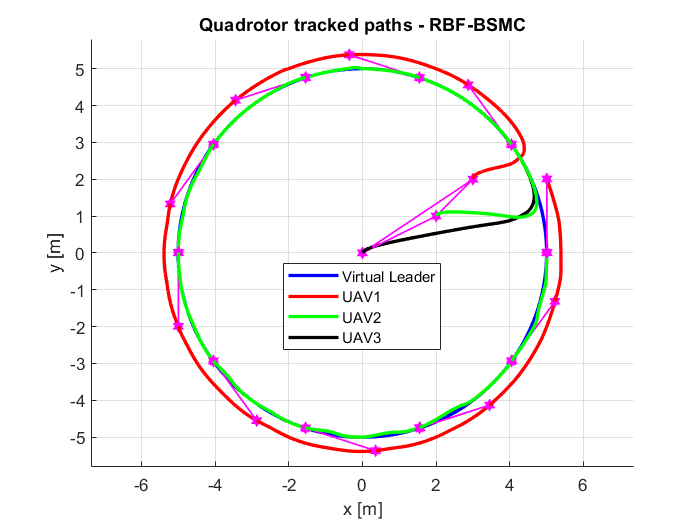 Quadrotor tracked paths - RBF-BSMC
y [m]
5
4
3
2
1
0
-1
-2
-3
-4
-5
Virtual Leader
UAV1
UAV2
UAV3
-6 -4 -2 0 2 4 6
x [m]